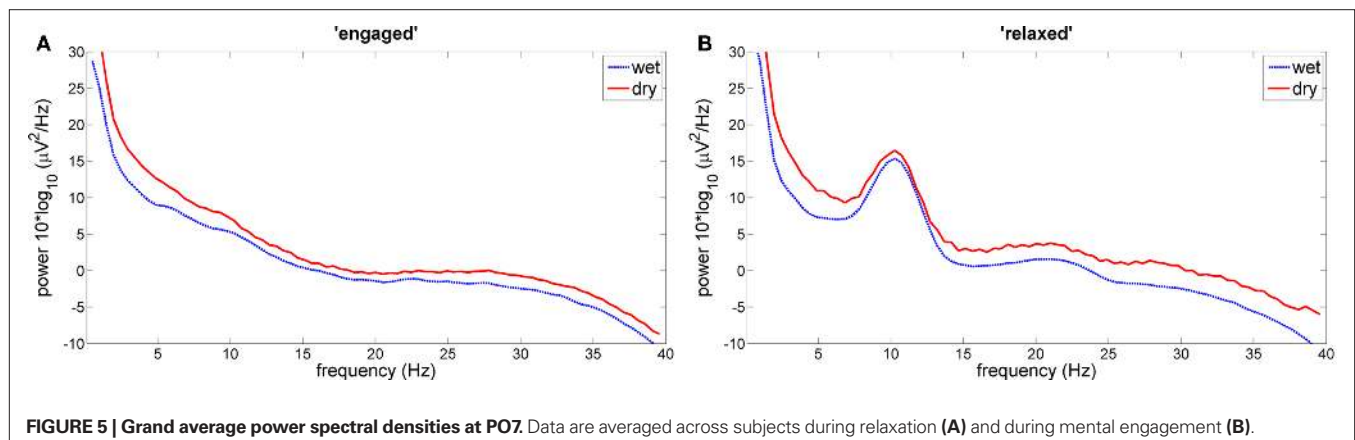 A
'engaged'
30
25
20
15
10
5
0
-5
-10
power 10*log10 (μV2/Hz)
wet
dry
5 10 15 20 25 30 35 40
frequency (Hz)
B
'relaxed'
30
25
20
15
10
5
0
-5
-10
power 10*log10 (μV2/Hz)
wet
dry
5 10 15 20 25 30 35 40
frequency (Hz)
FIGURE 5 | Grand average power spectral densities at PO7. Data are averaged across subjects during relaxation (A) and during mental engagement (B).